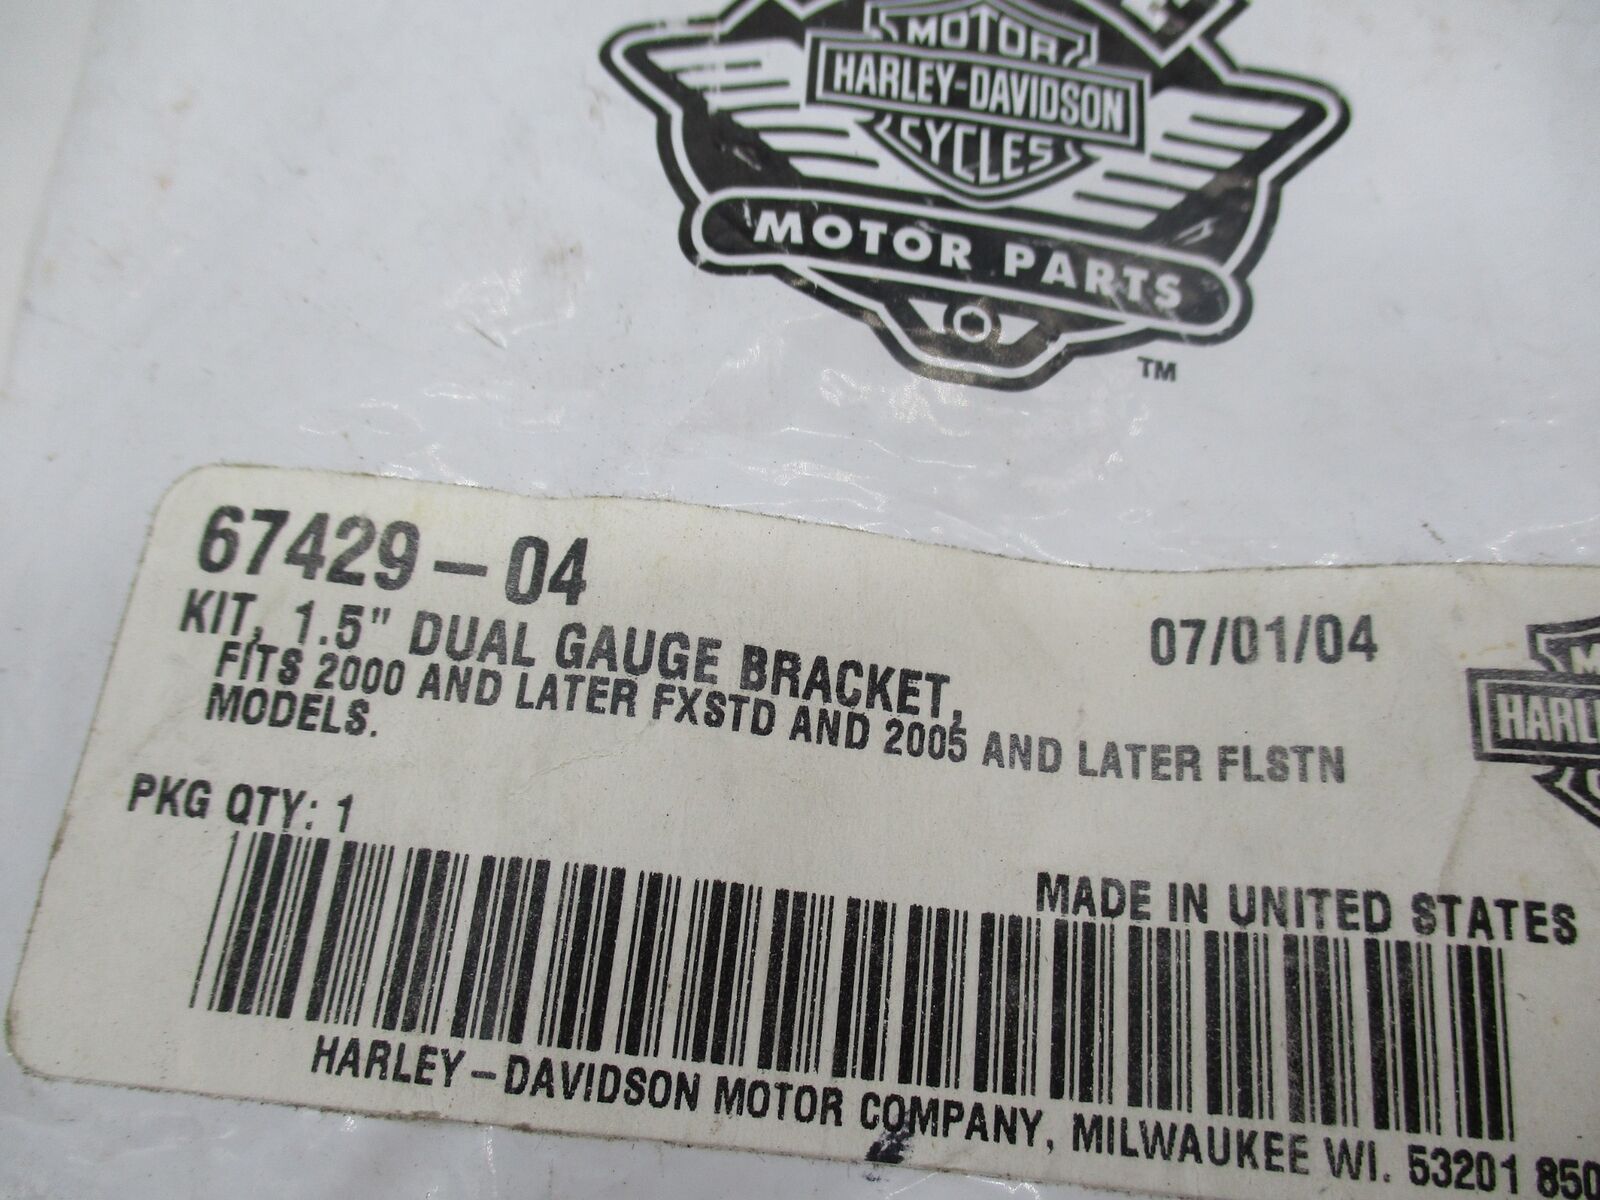 MOTOR
HARLEY-DAVIDSON
CYCLES
MOTOR PARTS
TM
67429-04
07/01/04
KIT, 1.5" DUAL GAUGE BRACKET,
FITS 2000 AND LATER FXSTD AND 2005 AND LATER FLSTN
MODELS.
PKG QTY: 1
MADE IN UNITED STATES
HARLEY-DAVIDSON MOTOR COMPANY, MILWAUKEE WI. 53201 850